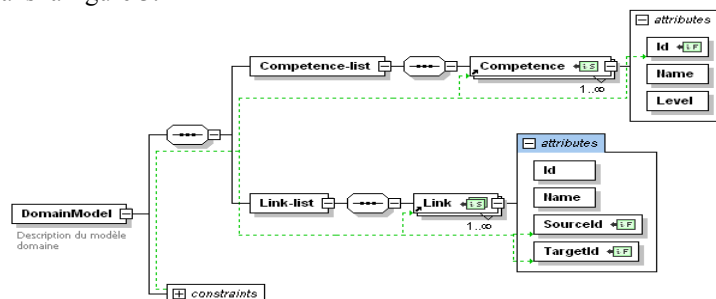 attributes
Id
Name
Level
Competence-list
Competence
1..∞
attributes
Id
Name
SourceId
TargetId
Link-list
Link
1..∞
DomainModel
Description du modèle
domaine
constraints